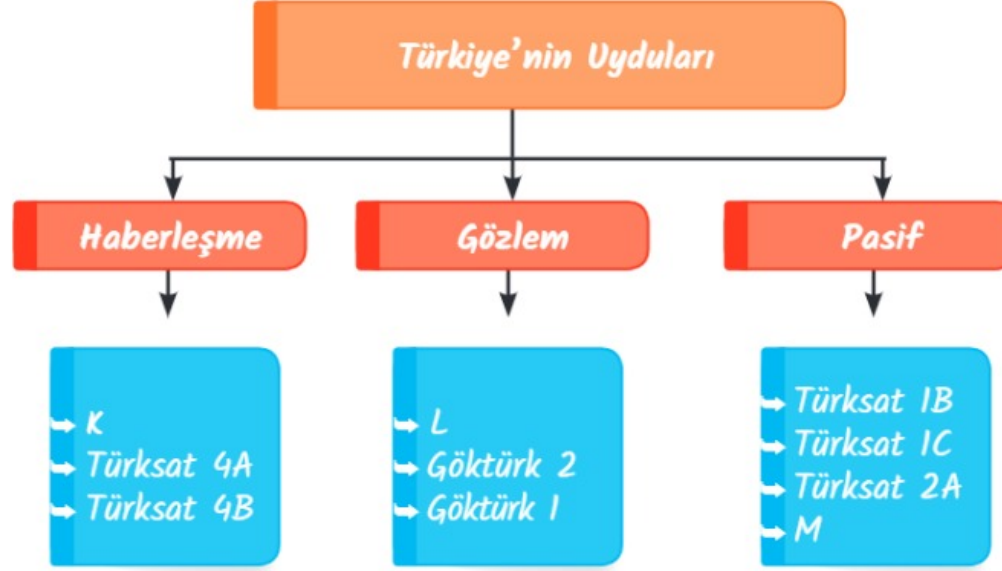 Türkiye'nin Uyduları
Haberleşme
Gözlem
Pasif
K
Türksat 4A
Türksat 4B
L
Göktürk 2
Göktürk 1
Türksat 1B
Türksat 1C
Türksat 2A
M